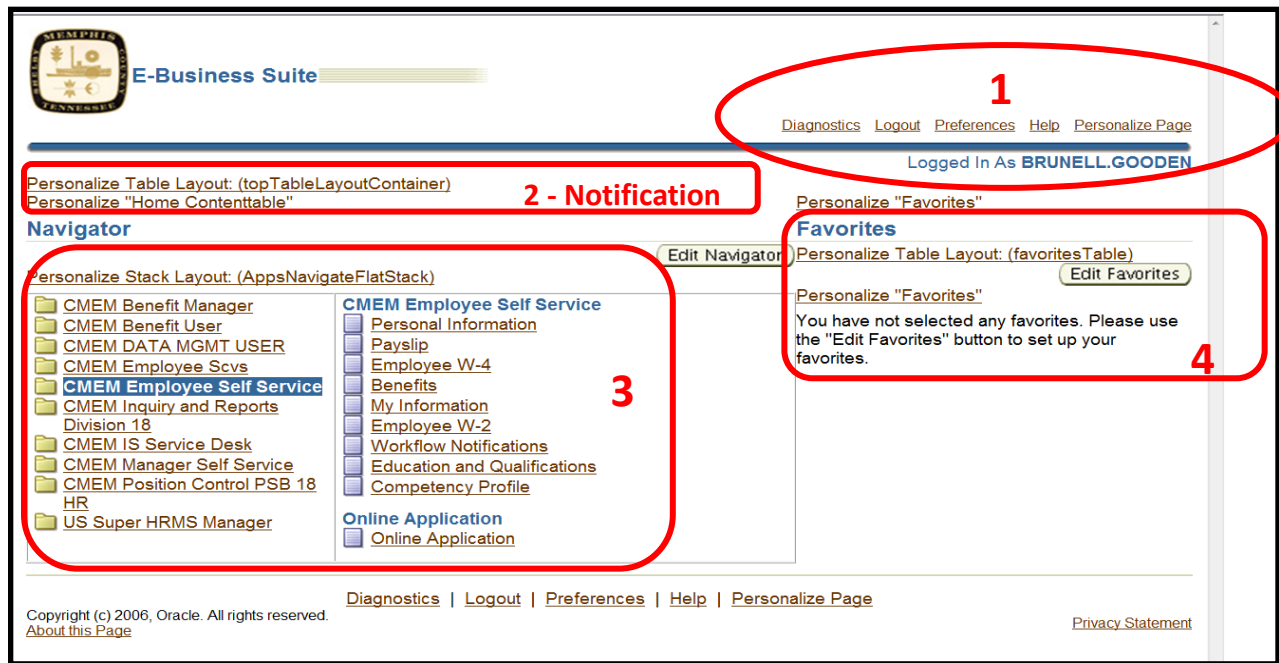 MEMPHIS
SHELBY
COUNTY
TENNESSEE
E-Business Suite
1
Diagnostics Logout Preferences Help Personalize Page
Logged In As BRUNELL.GOODEN
Personalize Table Layout: (topTableLayoutContainer)
2 - Notification
Personalize "Home Contenttable"
Personalize "Favorites"
Navigator
Edit Navigator
Personalize Stack Layout: (AppsNavigateFlatStack)
CMEM Benefit Manager
CMEM Benefit User
CMEM DATA MGMT USER
CMEM Employee Scvs
CMEM Employee Self Service
CMEM Inquiry and Reports
Division 18
CMEM IS Service Desk
CMEM Manager Self Service
CMEM Position Control PSB 18
HR
US Super HRMS Manager
CMEM Employee Self Service
Personal Information
Payslip
Employee W-4
Benefits
My Information
Employee W-2
Workflow Notifications
Education and Qualifications
Competency Profile
Online Application
Online Application
3
Favorites
Personalize Table Layout: (favoritesTable)
Edit Favorites
Personalize "Favorites"
You have not selected any favorites. Please use
the "Edit Favorites" button to set up your
favorites.
4
Diagnostics | Logout | Preferences | Help | Personalize Page
Copyright (c) 2006, Oracle. All rights reserved.
About this Page
Privacy Statement